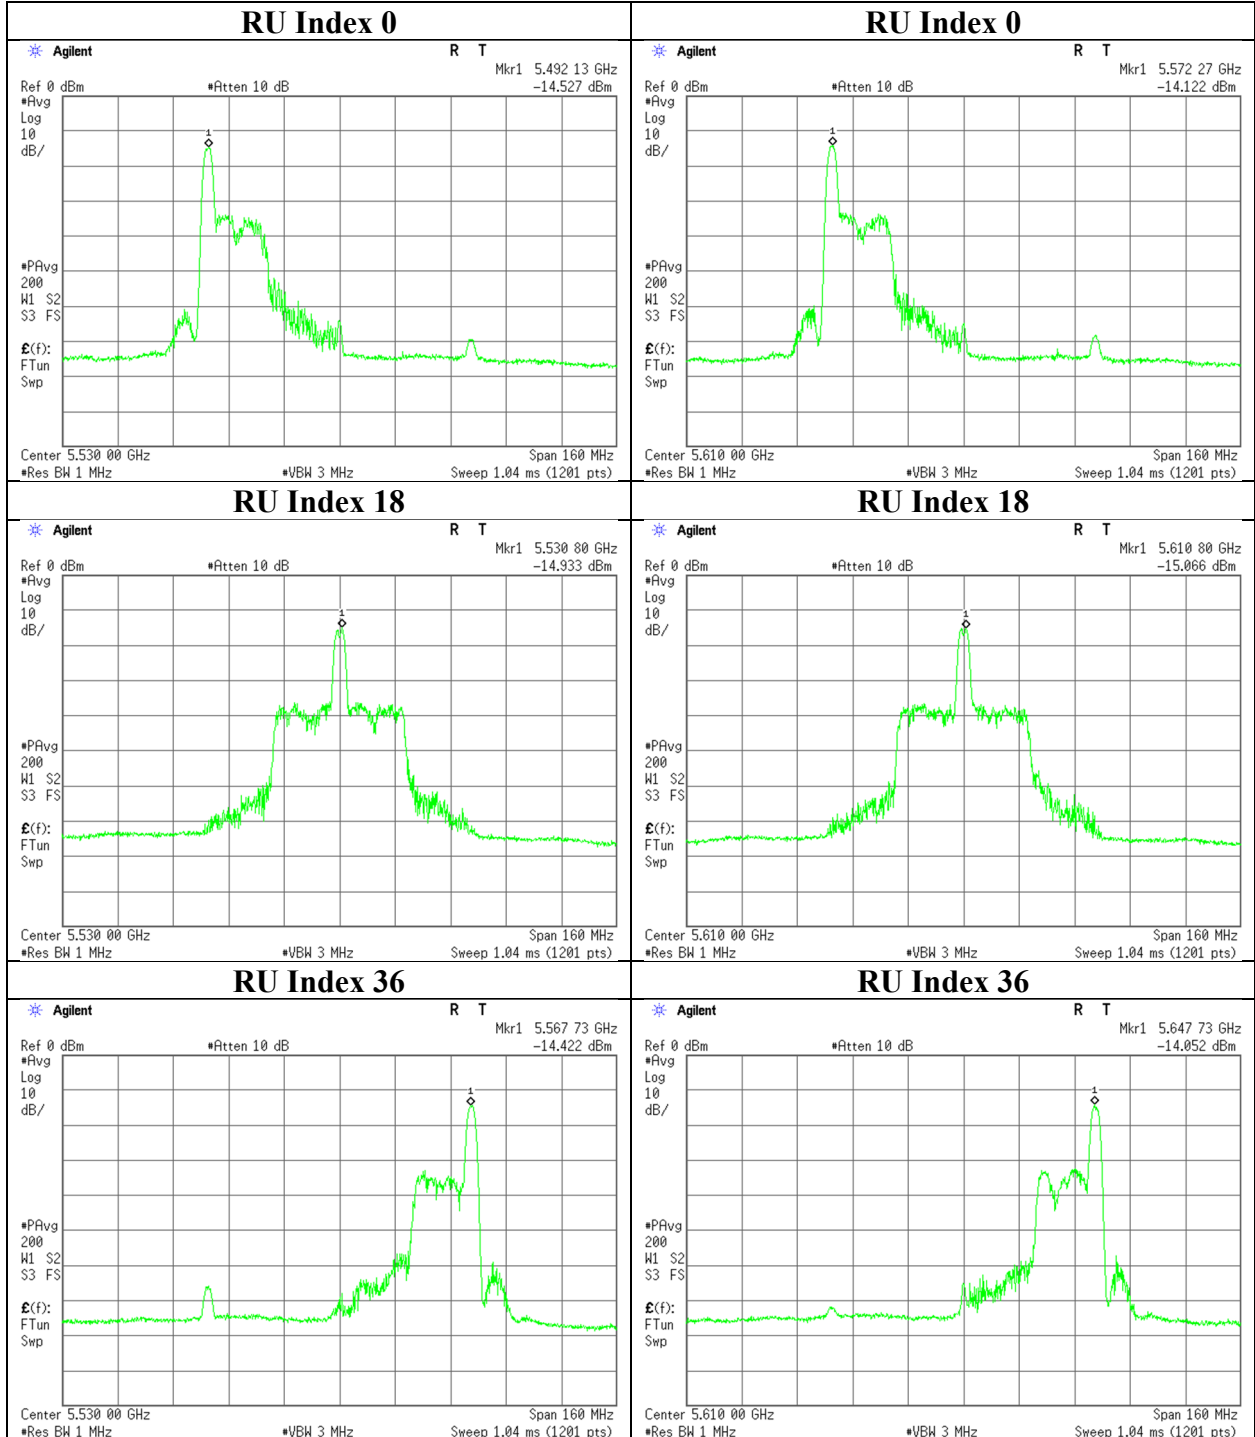 RU Index 0
Agilent
R T
Mkr1 5.492 13 GHz
Ref 0 dBm #Atten 10 dB -14.527 dBm
#Avg
Log
10
dB/
1
#PAvg
200
W1 S2
S3 FS
£(f):
FTun
Swp
Center 5.530 00 GHz Span 160 MHz
#Res BW 1 MHz #VBW 3 MHz Sweep 1.04 ms (1201 pts)
RU Index 0
Agilent
R T
Mkr1 5.572 27 GHz
Ref 0 dBm #Atten 10 dB -14.122 dBm
#Avg
Log
10
dB/
1
#PAvg
200
W1 S2
S3 FS
£(f):
FTun
Swp
Center 5.610 00 GHz Span 160 MHz
#Res BW 1 MHz #VBW 3 MHz Sweep 1.04 ms (1201 pts)
RU Index 18
Agilent
R T
Mkr1 5.530 80 GHz
Ref 0 dBm #Atten 10 dB -14.933 dBm
#Avg
Log
10
dB/
1
#PAvg
200
W1 S2
S3 FS
£(f):
FTun
Swp
Center 5.530 00 GHz Span 160 MHz
#Res BW 1 MHz #VBW 3 MHz Sweep 1.04 ms (1201 pts)
RU Index 18
Agilent
R T
Mkr1 5.610 80 GHz
Ref 0 dBm #Atten 10 dB -15.066 dBm
#Avg
Log
10
dB/
1
#PAvg
200
W1 S2
S3 FS
£(f):
FTun
Swp
Center 5.610 00 GHz Span 160 MHz
#Res BW 1 MHz #VBW 3 MHz Sweep 1.04 ms (1201 pts)
RU Index 36
Agilent
R T
Mkr1 5.567 73 GHz
Ref 0 dBm #Atten 10 dB -14.422 dBm
#Avg
Log
10
dB/
1
#PAvg
200
W1 S2
S3 FS
£(f):
FTun
Swp
Center 5.530 00 GHz Span 160 MHz
#Res BW 1 MHz #VBW 3 MHz Sweep 1.04 ms (1201 pts)
RU Index 36
Agilent
R T
Mkr1 5.647 73 GHz
Ref 0 dBm #Atten 10 dB -14.052 dBm
#Avg
Log
10
dB/
1
#PAvg
200
W1 S2
S3 FS
£(f):
FTun
Swp
Center 5.610 00 GHz Span 160 MHz
#Res BW 1 MHz #VBW 3 MHz Sweep 1.04 ms (1201 pts)